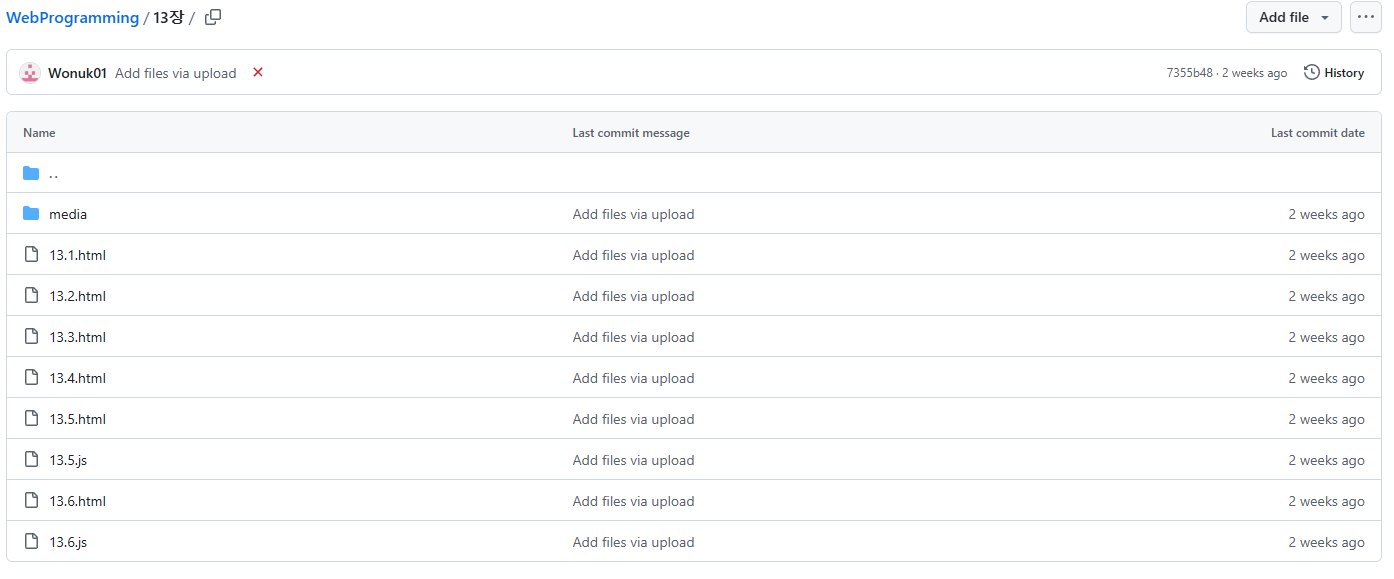 WebProgramming / 13장 /
Add file
Wonuk01 Add files via upload 7355b48 · 2 weeks ago History
Name Last commit message Last commit date
..
media Add files via upload 2 weeks ago
13.1.html Add files via upload 2 weeks ago
13.2.html Add files via upload 2 weeks ago
13.3.html Add files via upload 2 weeks ago
13.4.html Add files via upload 2 weeks ago
13.5.html Add files via upload 2 weeks ago
13.5.js Add files via upload 2 weeks ago
13.6.html Add files via upload 2 weeks ago
13.6.js Add files via upload 2 weeks ago